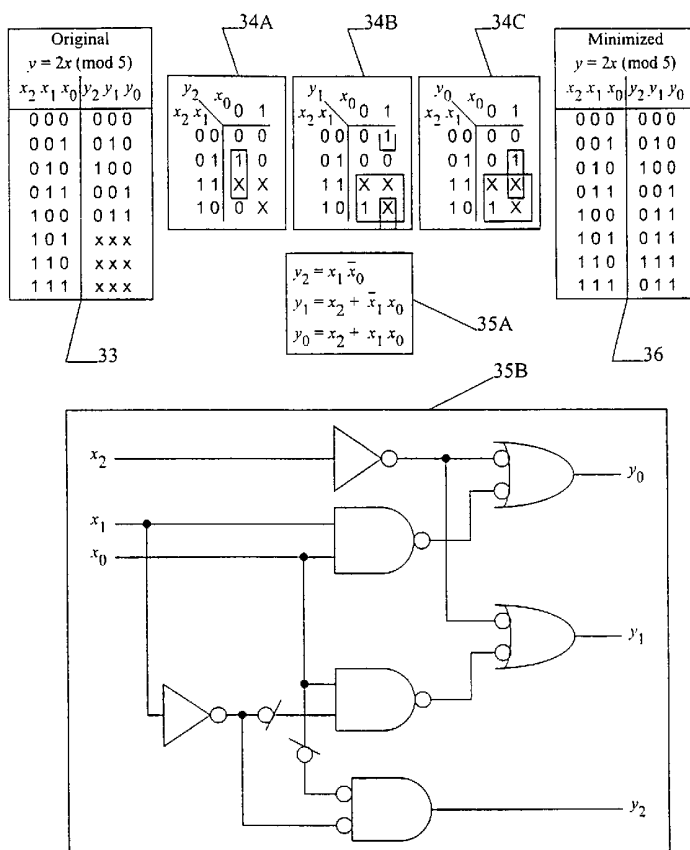 34A
34B
34C
Original
y = 2x (mod 5)
x2 x1 x0 y2 y1 y0
0 0 0 0 0 0
0 0 1 0 1 0
0 1 0 1 0 0
0 1 1 0 0 1
1 0 0 0 1 1
1 0 1 x x x
1 1 0 x x x
1 1 1 x x x
33
y2 x0
x2 x1 0 1
0 0 0 0
0 1 1 0
1 1 X X
1 0 0 X
y1 x0
x2 x1 0 1
0 0 0 1
0 1 0 0
1 1 X X
1 0 1 X
y0 x0
x2 x1 0 1
0 0 0 0
0 1 0 1
1 1 X X
1 0 1 X
Minimized
y = 2x (mod 5)
x2 x1 x0 y2 y1 y0
0 0 0 0 0 0
0 0 1 0 1 0
0 1 0 1 0 0
0 1 1 0 0 1
1 0 0 0 1 1
1 0 1 0 1 1
1 1 0 1 1 1
1 1 1 0 1 1
36
y2 = x1 x̄0
y1 = x2 + x̄1 x0
y0 = x2 + x1 x0
35A
35B
x2
y0
x1
x0
y1
y2